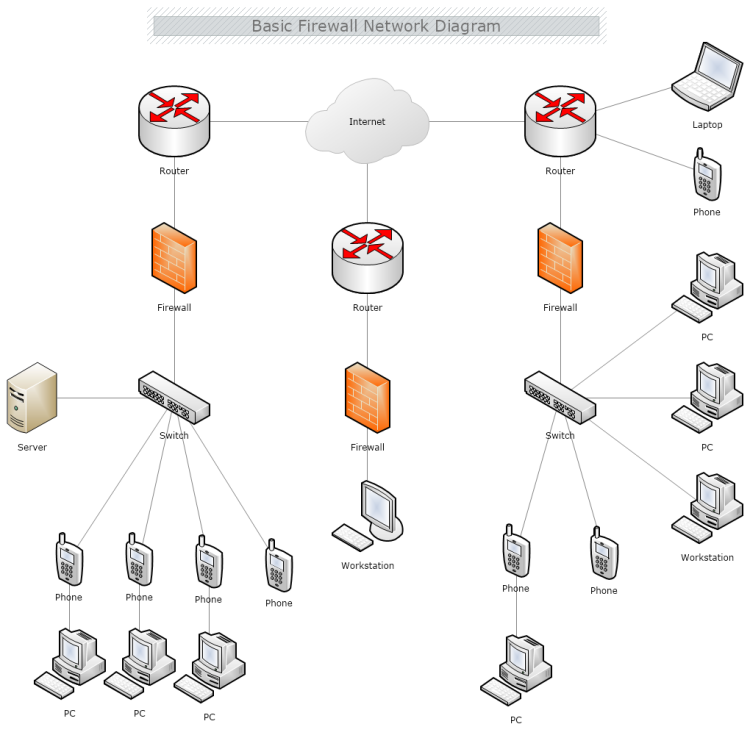 Basic Firewall Network Diagram
Router
Internet
Router
Laptop
Phone
Firewall
Router
Firewall
PC
Server
Switch
Firewall
Switch
PC
Workstation
Workstation
Phone
Phone
Phone
Phone
Phone
Phone
PC
PC
PC
PC